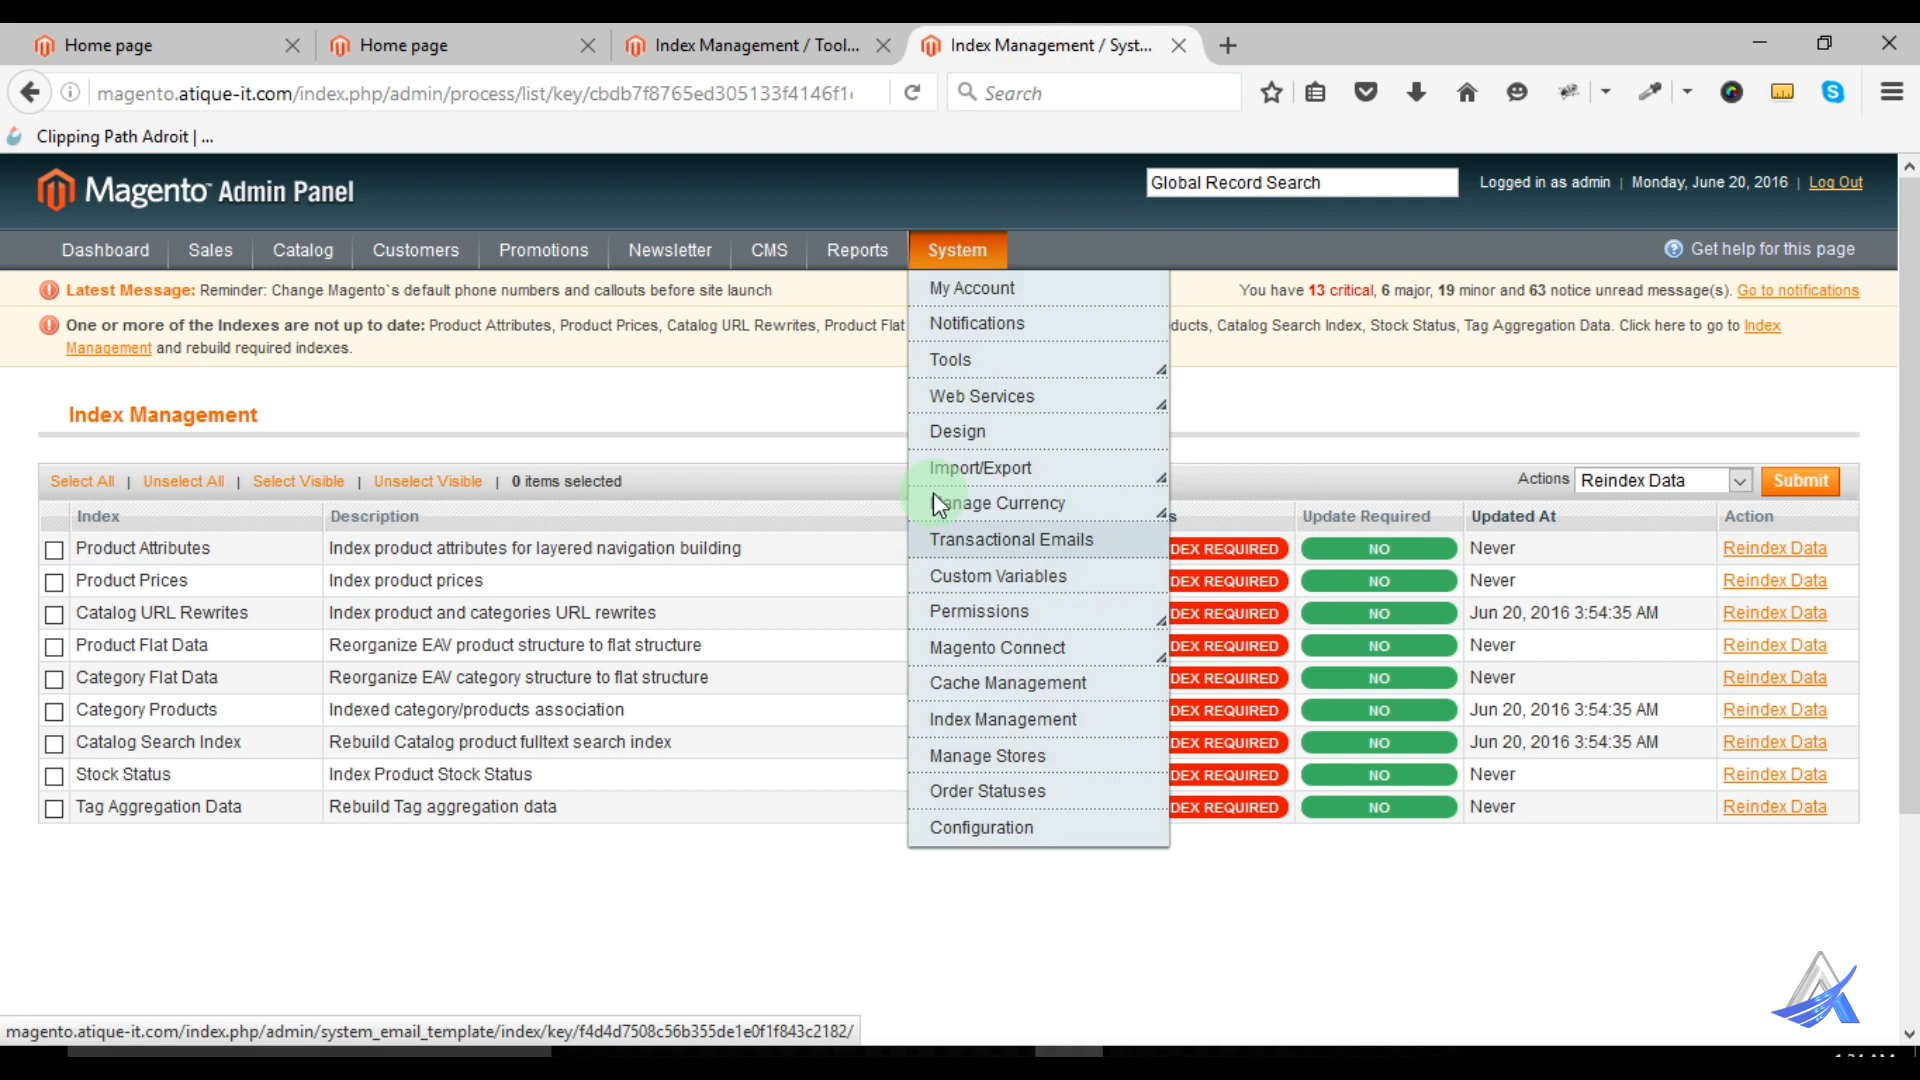 Home page
Home page
Index Management / Tool...
Index Management / Syst...
magento.atique-it.com/index.php/admin/process/list/key/cbdb7f8765ed305133f4146f1
Search
Clipping Path Adroit | ...
Magento Admin Panel
Global Record Search
Logged in as admin | Monday, June 20, 2016 | Log Out
Dashboard Sales Catalog Customers Promotions Newsletter CMS Reports System
Get help for this page
Latest Message: Reminder: Change Magento`s default phone numbers and callouts before site launch
You have 13 critical, 6 major, 19 minor and 63 notice unread message(s). Go to notifications
One or more of the Indexes are not up to date: Product Attributes, Product Prices, Catalog URL Rewrites, Product Flat
ducts, Catalog Search Index, Stock Status, Tag Aggregation Data. Click here to go to Index
Management and rebuild required indexes.
My Account
Notifications
Tools
Web Services
Design
Import/Export
anage Currency
Transactional Emails
Custom Variables
Permissions
Magento Connect
Cache Management
Index Management
Manage Stores
Order Statuses
Configuration
Index Management
Select All | Unselect All | Select Visible | Unselect Visible | 0 items selected
Actions Reindex Data Submit
Index Description s Update Required Updated At Action
Product Attributes Index product attributes for layered navigation building DEX REQUIRED NO Never Reindex Data
Product Prices Index product prices DEX REQUIRED NO Never Reindex Data
Catalog URL Rewrites Index product and categories URL rewrites DEX REQUIRED NO Jun 20, 2016 3:54:35 AM Reindex Data
Product Flat Data Reorganize EAV product structure to flat structure DEX REQUIRED NO Never Reindex Data
Category Flat Data Reorganize EAV category structure to flat structure DEX REQUIRED NO Never Reindex Data
Category Products Indexed category/products association DEX REQUIRED NO Jun 20, 2016 3:54:35 AM Reindex Data
Catalog Search Index Rebuild Catalog product fulltext search index DEX REQUIRED NO Jun 20, 2016 3:54:35 AM Reindex Data
Stock Status Index Product Stock Status DEX REQUIRED NO Never Reindex Data
Tag Aggregation Data Rebuild Tag aggregation data DEX REQUIRED NO Never Reindex Data
magento.atique-it.com/index.php/admin/system_email_template/index/key/f4d4d7508c56b355de1e0f1f843c2182/